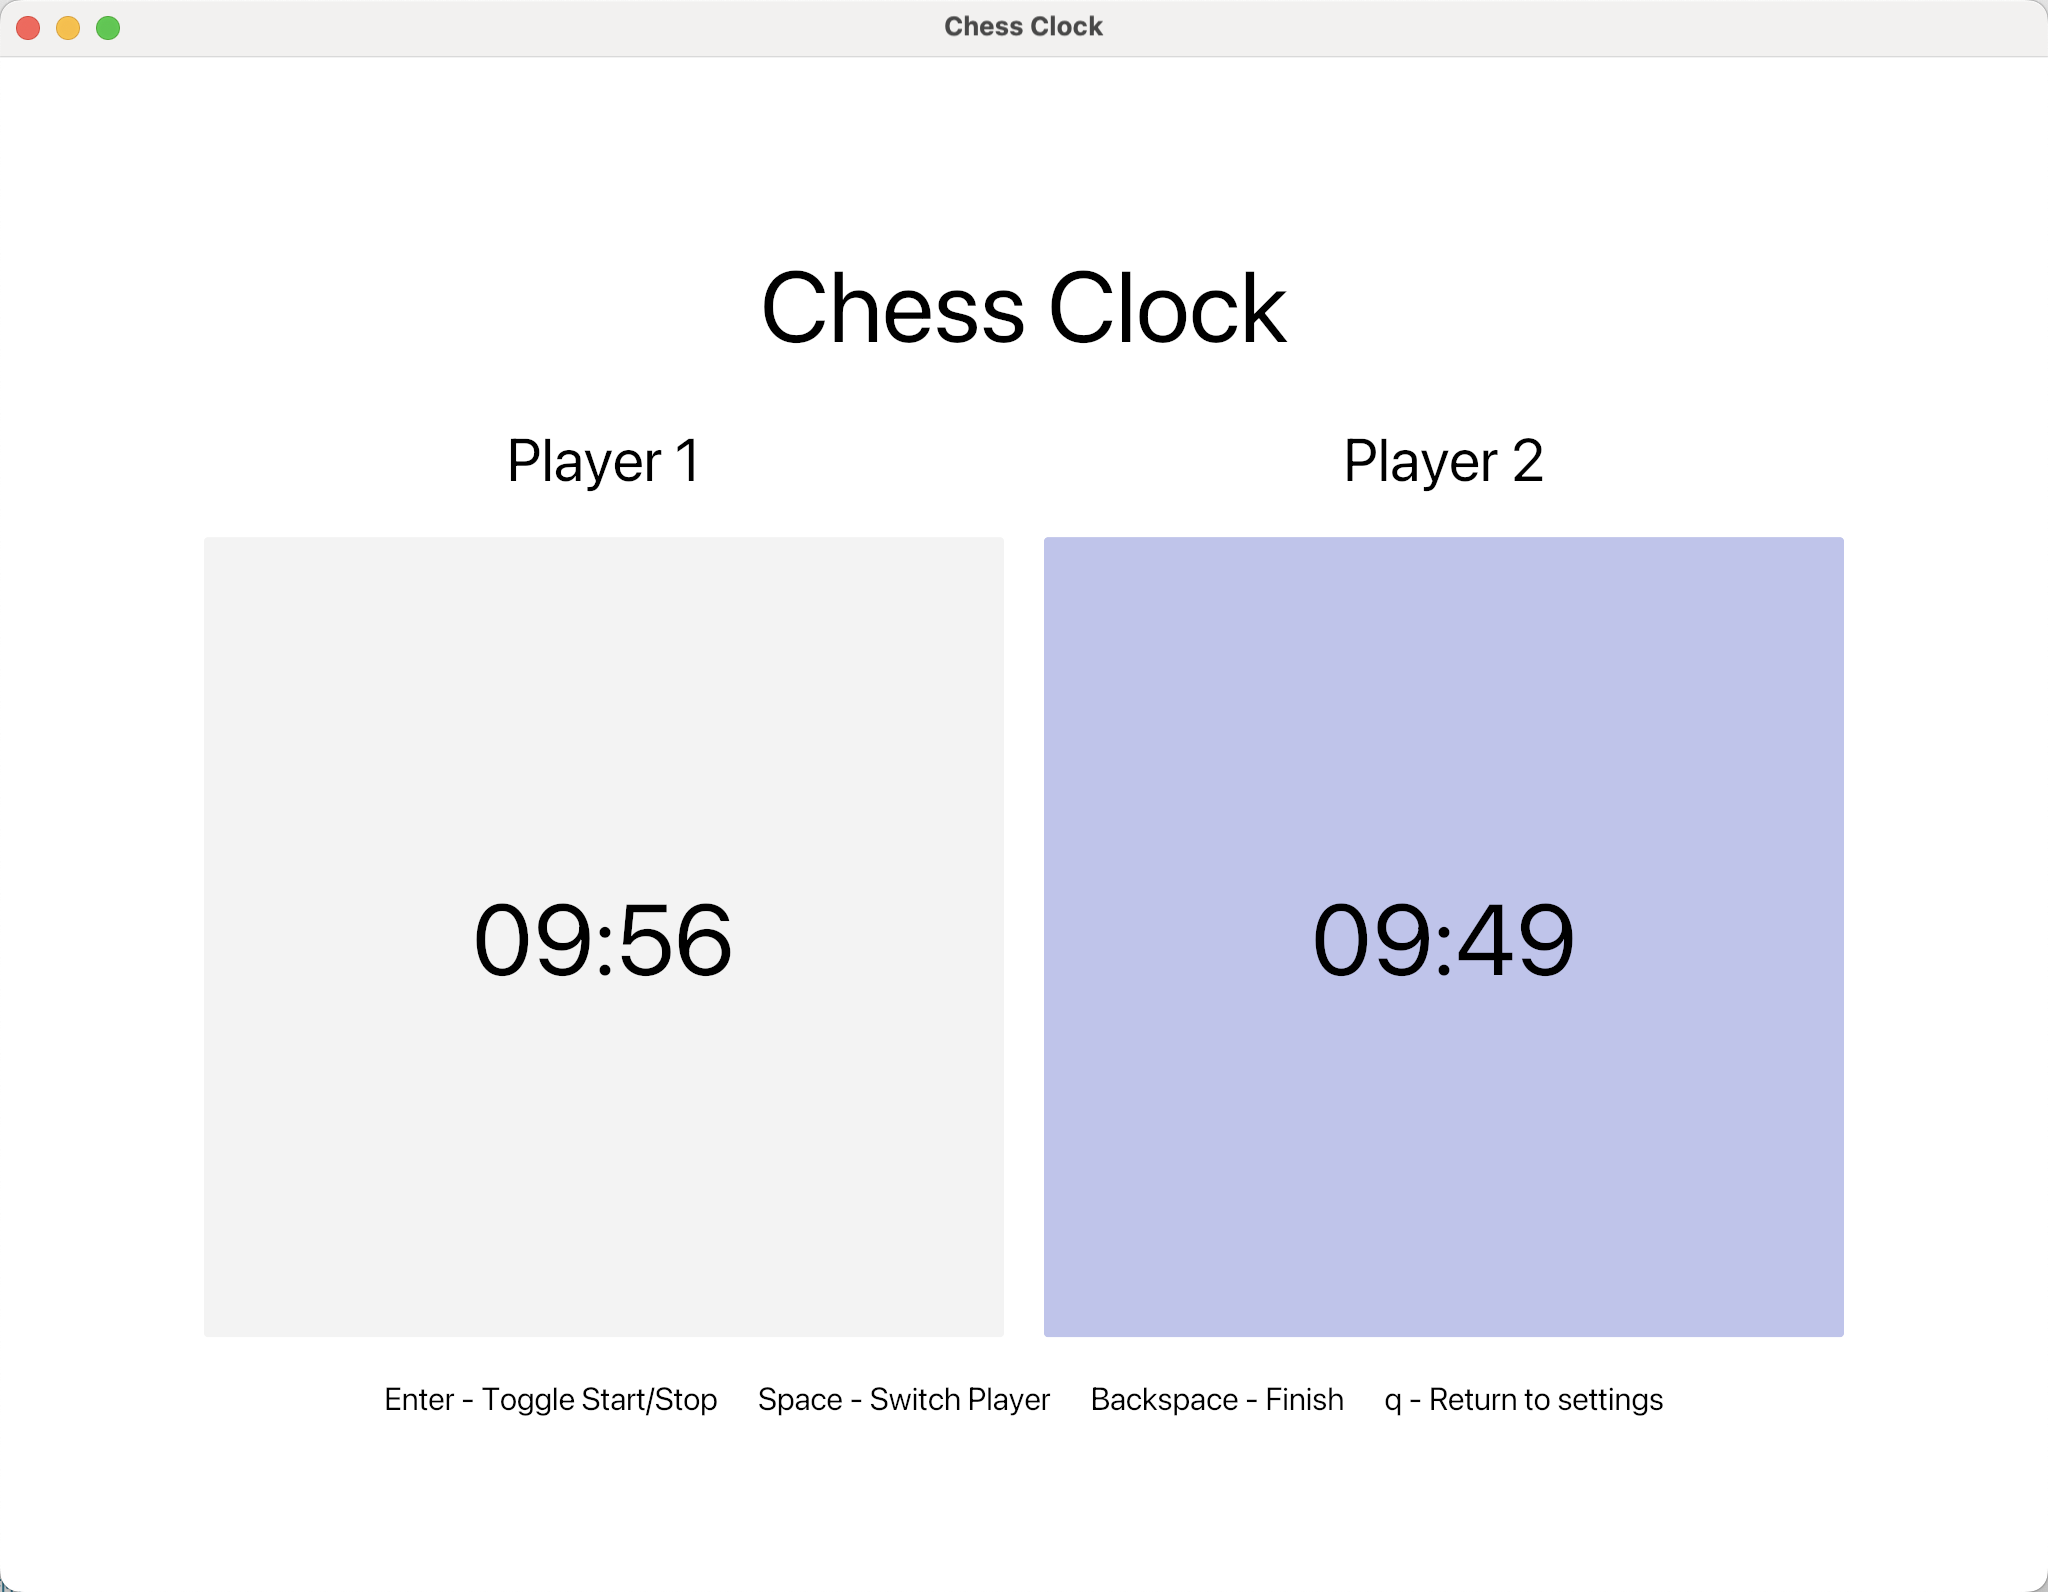 Chess Clock
Chess Clock
Player 1
Player 2
09:56
09:49
Enter - Toggle Start/Stop
Space - Switch Player
Backspace - Finish
q - Return to settings